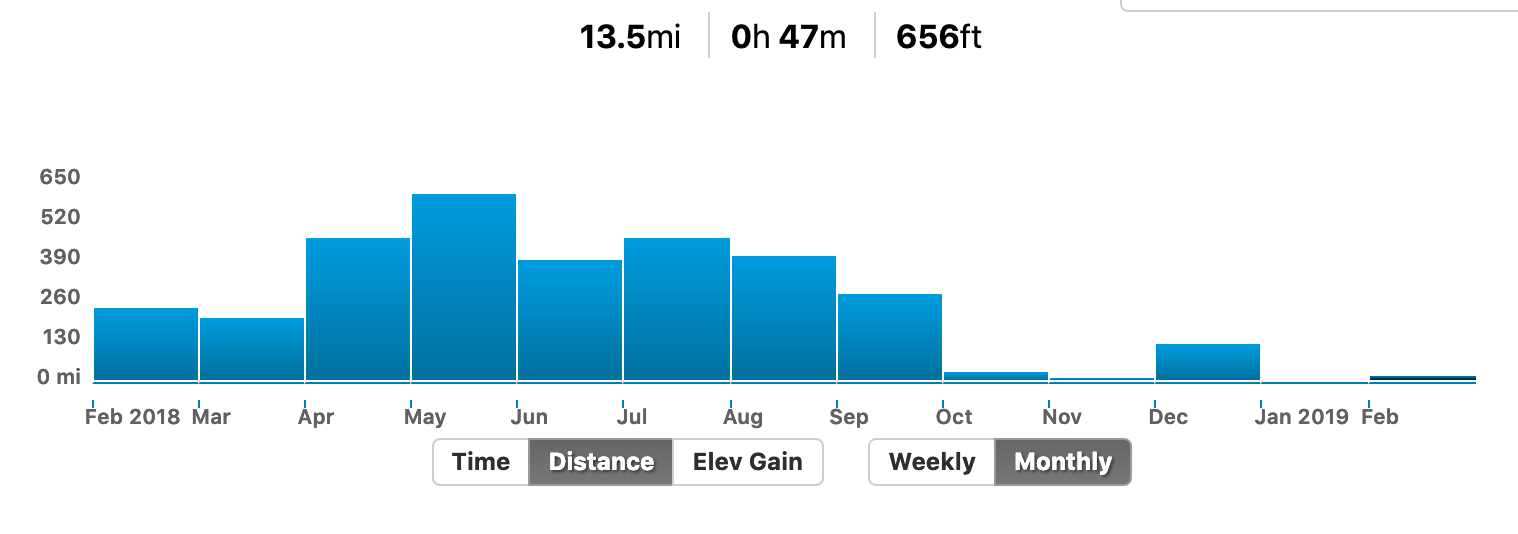 13.5mi 0h 47m 656ft
650
520
390
260
130
0 mi
Feb 2018 Mar Apr May Jun Jul Aug Sep Oct Nov Dec Jan 2019 Feb
Time Distance Elev Gain Weekly Monthly